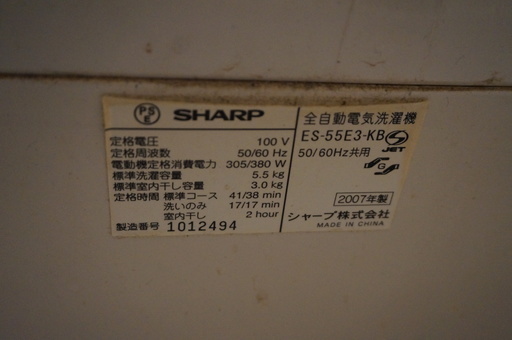 PSE SHARP
定格電圧 100 V
定格周波数 50/60 Hz
電動機定格消費電力 305/380 W
標準洗濯容量 5.5 kg
標準室内干し容量 3.0 kg
定格時間 標準コース 41/38 min
洗いのみ 17/17 min
室内干し 2 hour
製造番号 1012494
全自動電気洗濯機
ES-55E3-KB
JET
50/60Hz共用
G
2007年製
シャープ株式会社
MADE IN CHINA